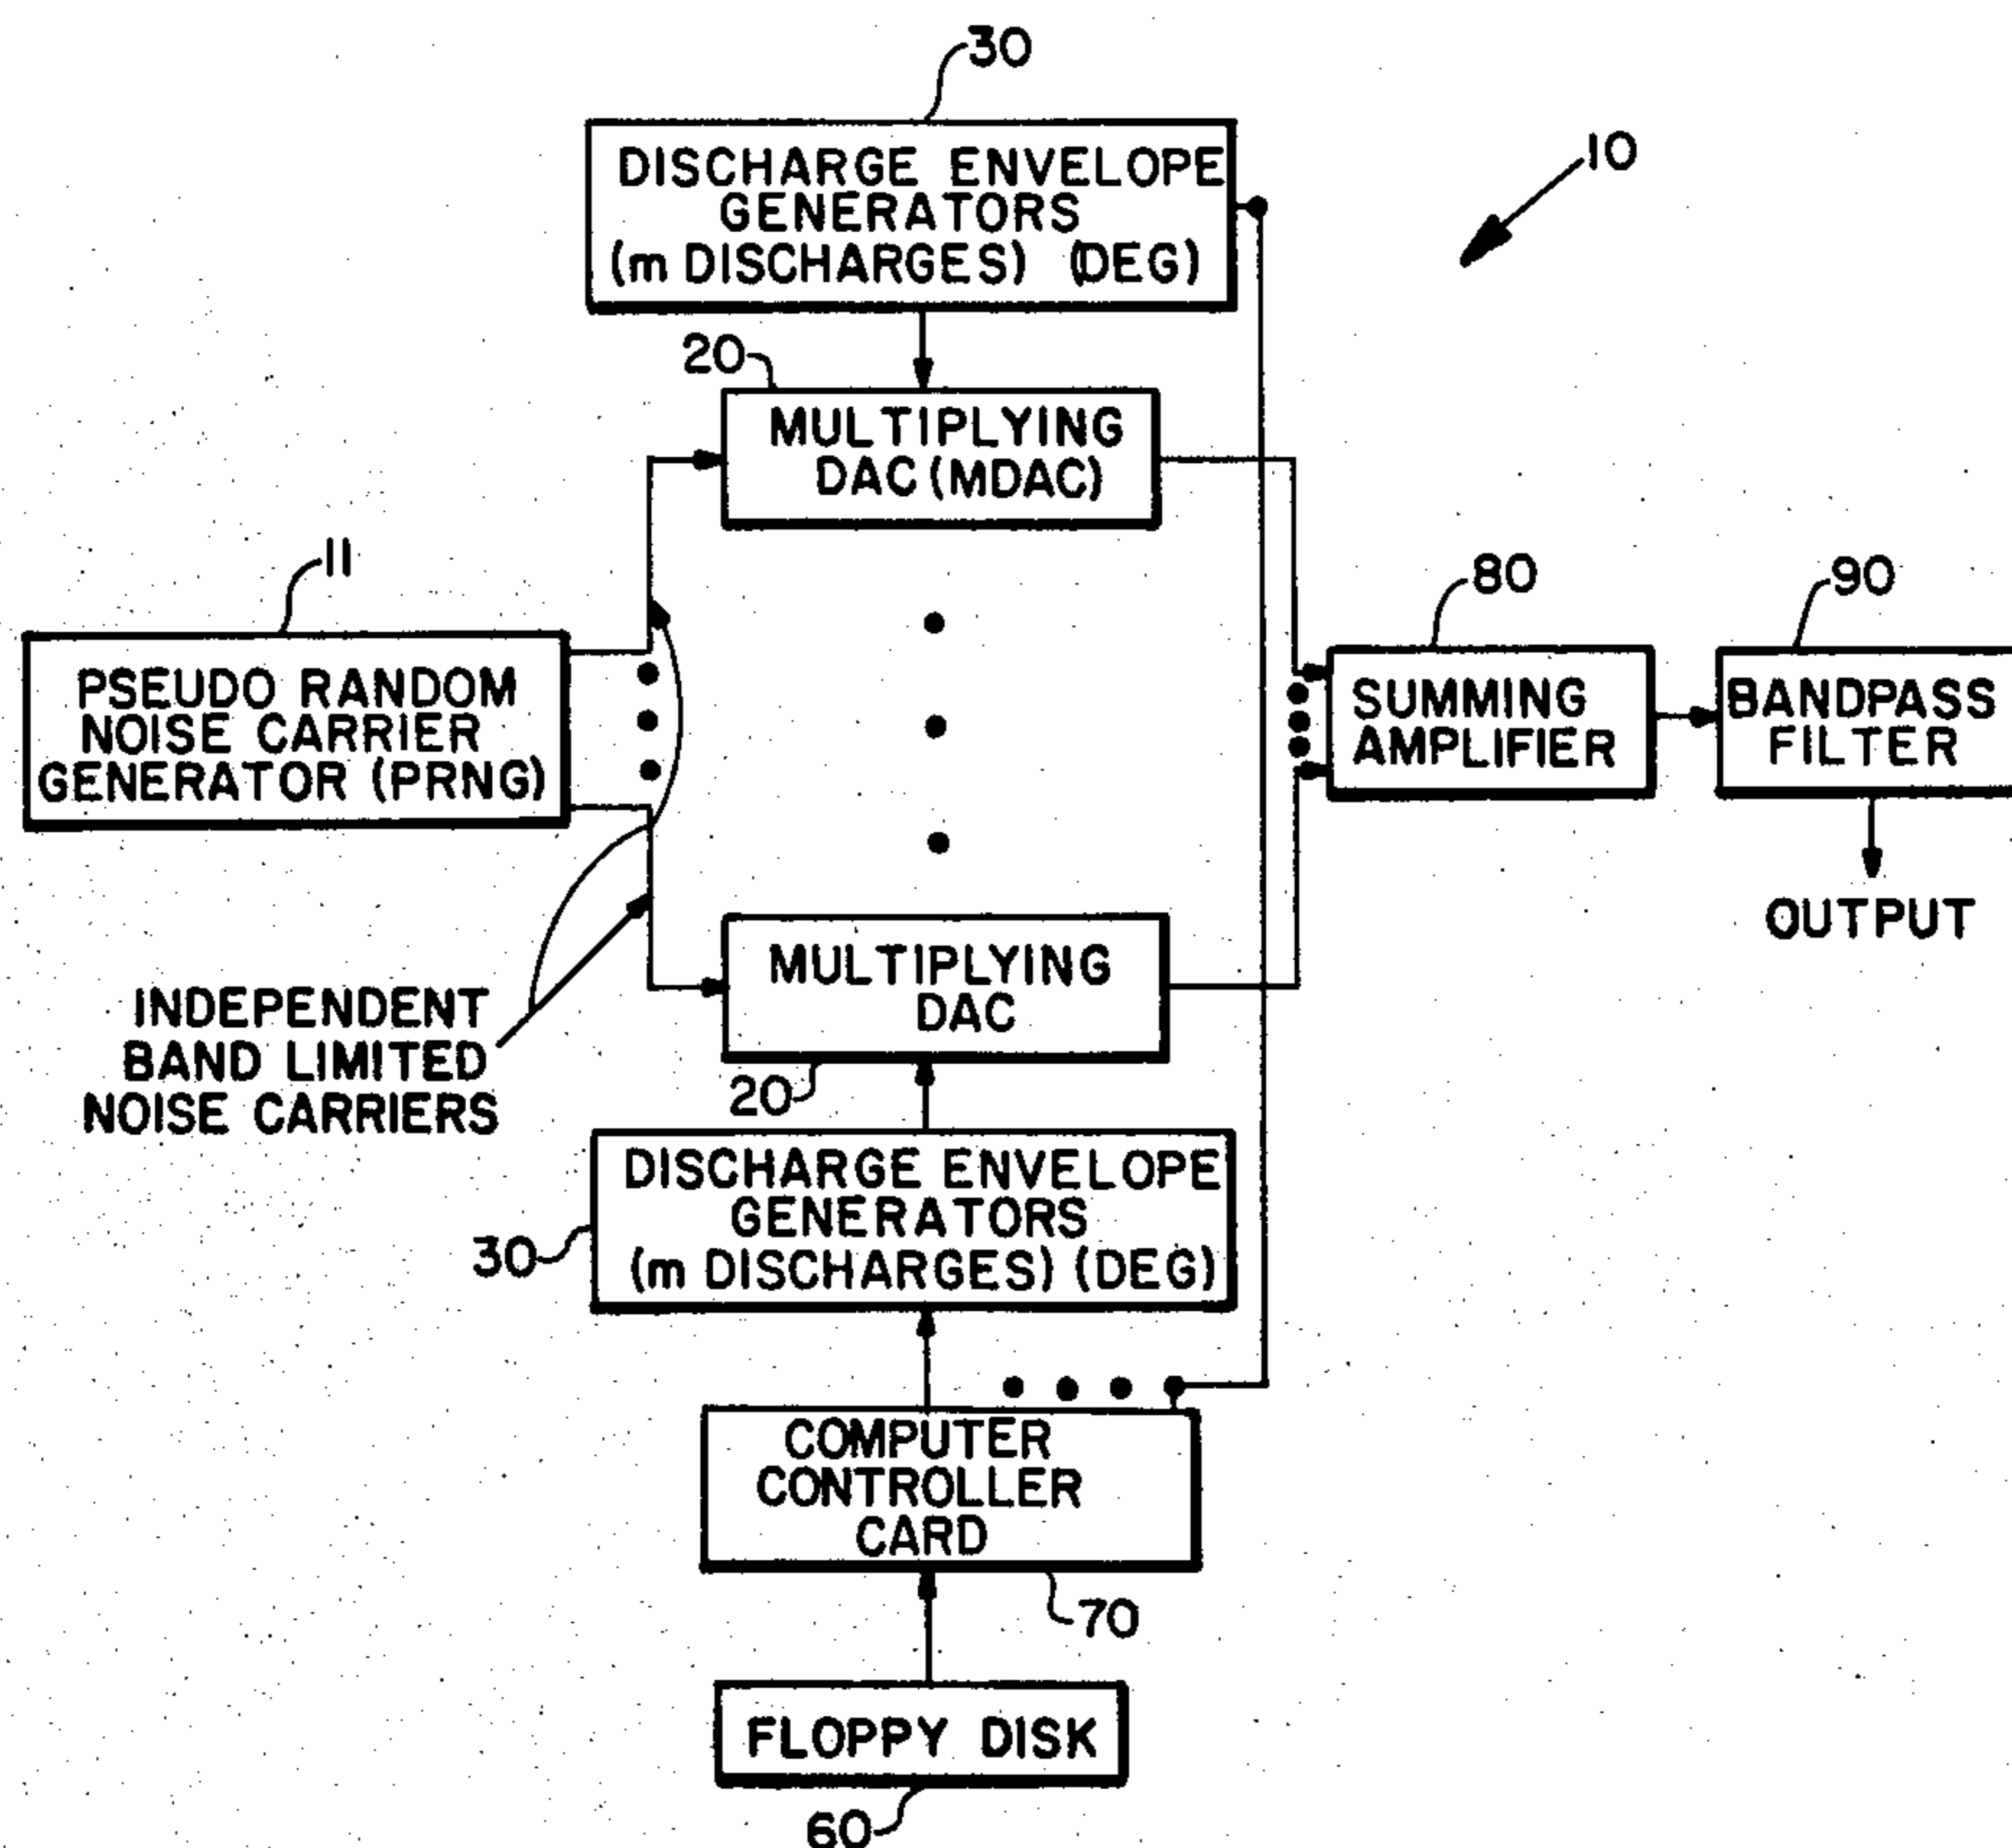 30
DISCHARGE ENVELOPE
GENERATORS
(m DISCHARGES) (DEG)
10
20
MULTIPLYING
DAC (MDAC)
11
PSEUDO RANDOM
NOISE CARRIER
GENERATOR (PRNG)
80
SUMMING
AMPLIFIER
90
BANDPASS
FILTER
OUTPUT
INDEPENDENT
BAND LIMITED
NOISE CARRIERS
MULTIPLYING
DAC
20
DISCHARGE ENVELOPE
GENERATORS
(m DISCHARGES) (DEG)
30
COMPUTER
CONTROLLER
CARD
70
FLOPPY DISK
60